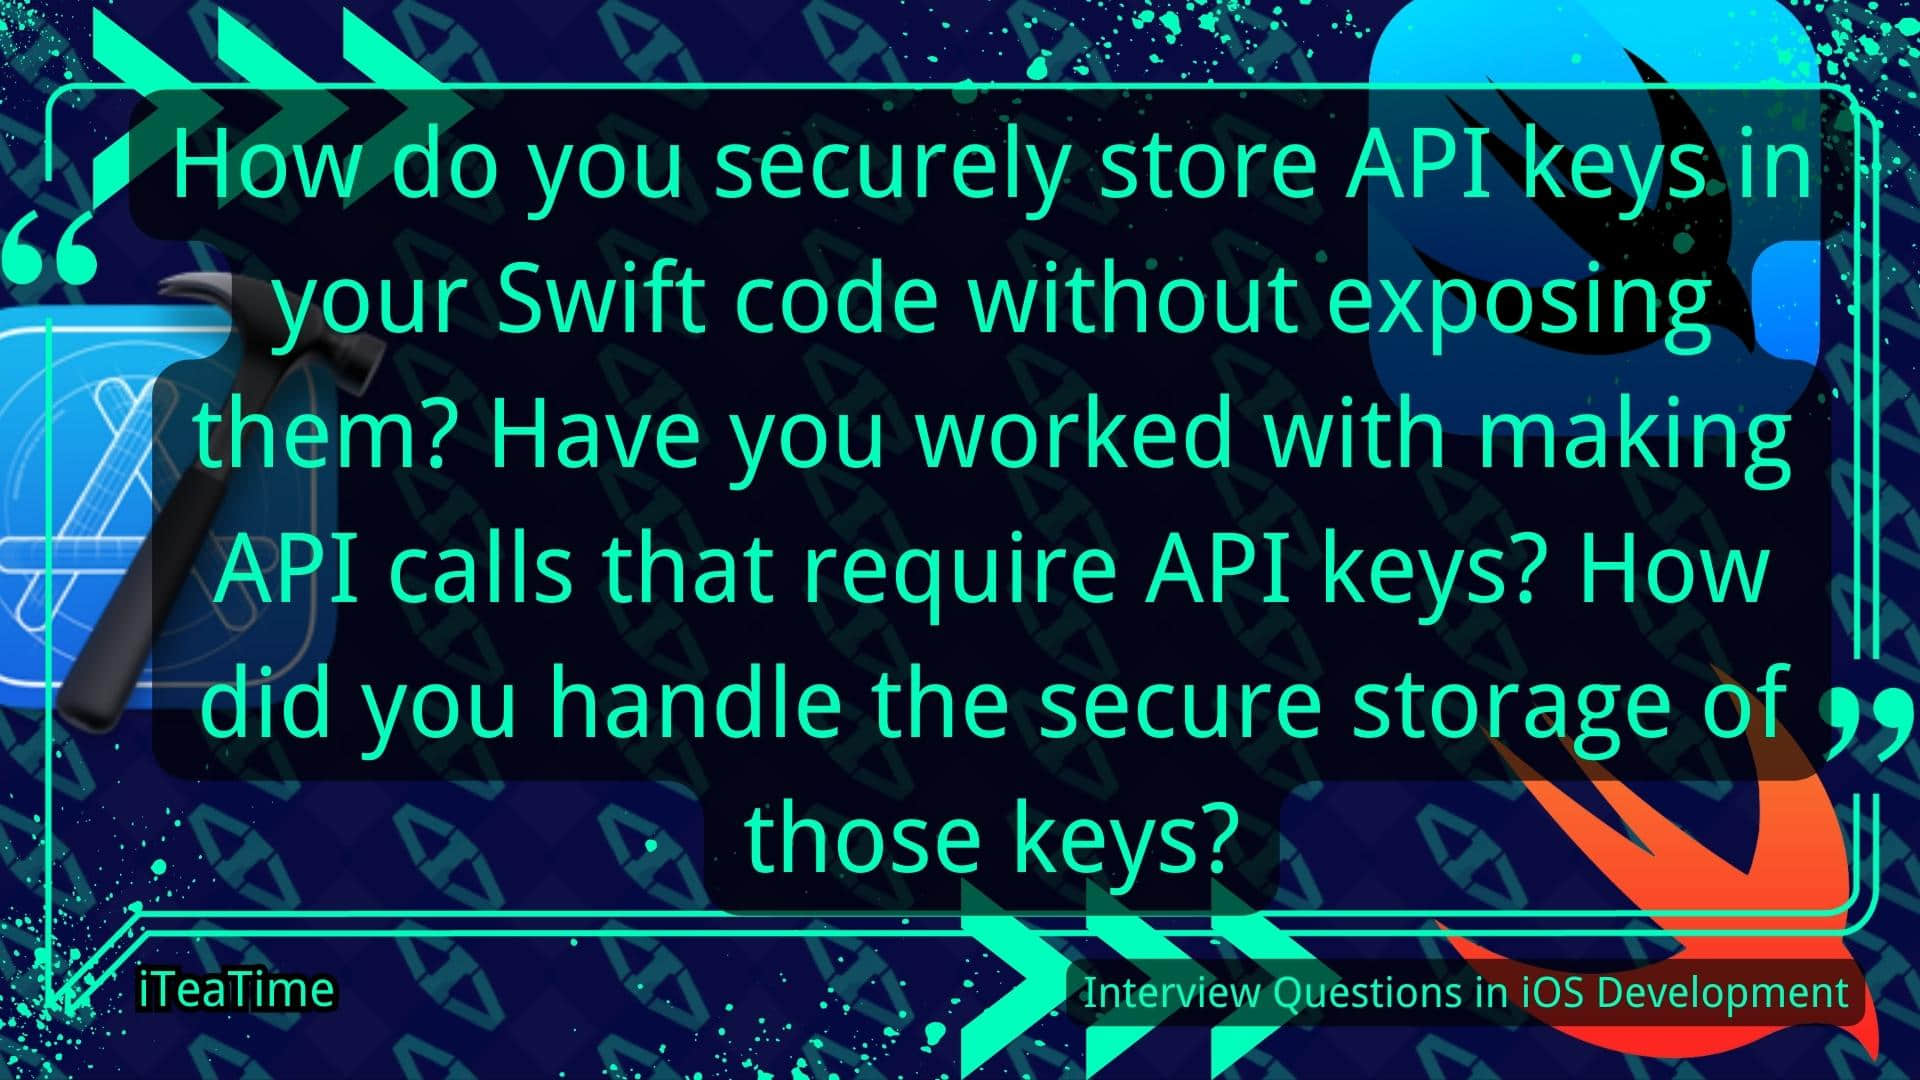 How do you securely store API keys in
your Swift code without exposing
them? Have you worked with making
API calls that require API keys? How
did you handle the secure storage of
those keys?
iTeaTime
Interview Questions in iOS Development